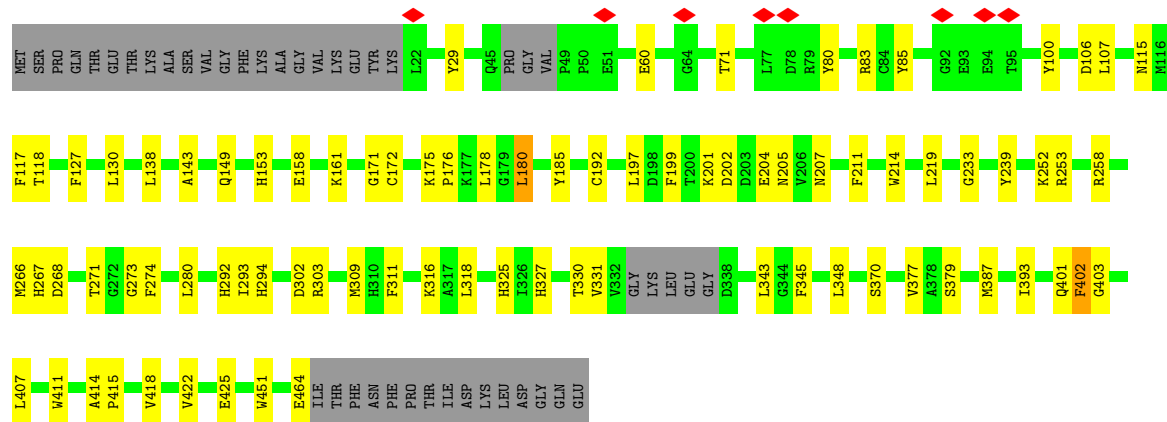 MET SER PRO GLN THR GLU THR LYS ALA SER VAL GLY PHE LYS ALA GLY VAL LYS GLU TYR LYS L22 Y29 Q45 PRO GLY VAL P49 P50 E51 E60 G64 T71 L77 D78 R79 Y80 R83 C84 Y85 G92 E93 E94 T95 Y100 D106 L107 N115 M116
F117 T118 F127 L130 L138 A143 Q149 H153 E158 K161 G171 C172 K175 P176 K177 L178 G179 L180 Y185 C192 L197 D198 F199 T200 K201 D202 D203 E204 N205 V206 N207 F211 W214 L219 G233 Y239 K252 R253 R258
M266 H267 D268 T271 G272 G273 F274 L280 H292 I293 H294 D302 R303 M309 H310 F311 K316 A317 L318 H325 I326 H327 T330 V331 V332 GLY LYS LEU GLU GLY D338 L343 G344 F345 L348 S370 V377 A378 S379 M387 I393 Q401 F402 G403
L407 W411 A414 P415 V418 V422 E425 W451 E464 ILE THR PHE ASN PHE PRO THR ILE ASP LYS LEU ASP GLY GLN GLU